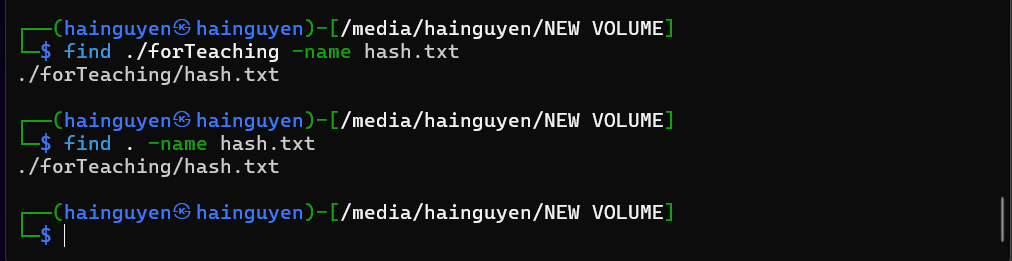 ┌──(hainguyen㉿hainguyen)-[/media/hainguyen/NEW VOLUME]
└─$ find ./forTeaching -name hash.txt
./forTeaching/hash.txt
┌──(hainguyen㉿hainguyen)-[/media/hainguyen/NEW VOLUME]
└─$ find . -name hash.txt
./forTeaching/hash.txt
┌──(hainguyen㉿hainguyen)-[/media/hainguyen/NEW VOLUME]
└─$